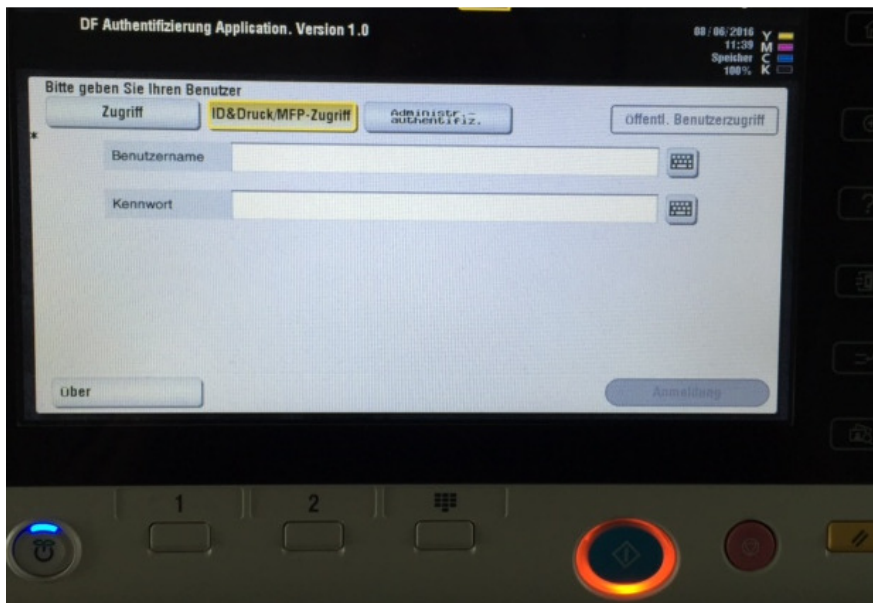 DF Authentifizierung Application. Version 1.0
08/06/2016
11:39
Speicher
100%
Y
M
C
K
Bitte geben Sie Ihren Benutzer
Zugriff
ID&Druck/MFP-Zugriff
Administr.-
authentifiz.
Öffentl. Benutzerzugriff
*
Benutzername
Kennwort
Über
Anmeldung
1
2